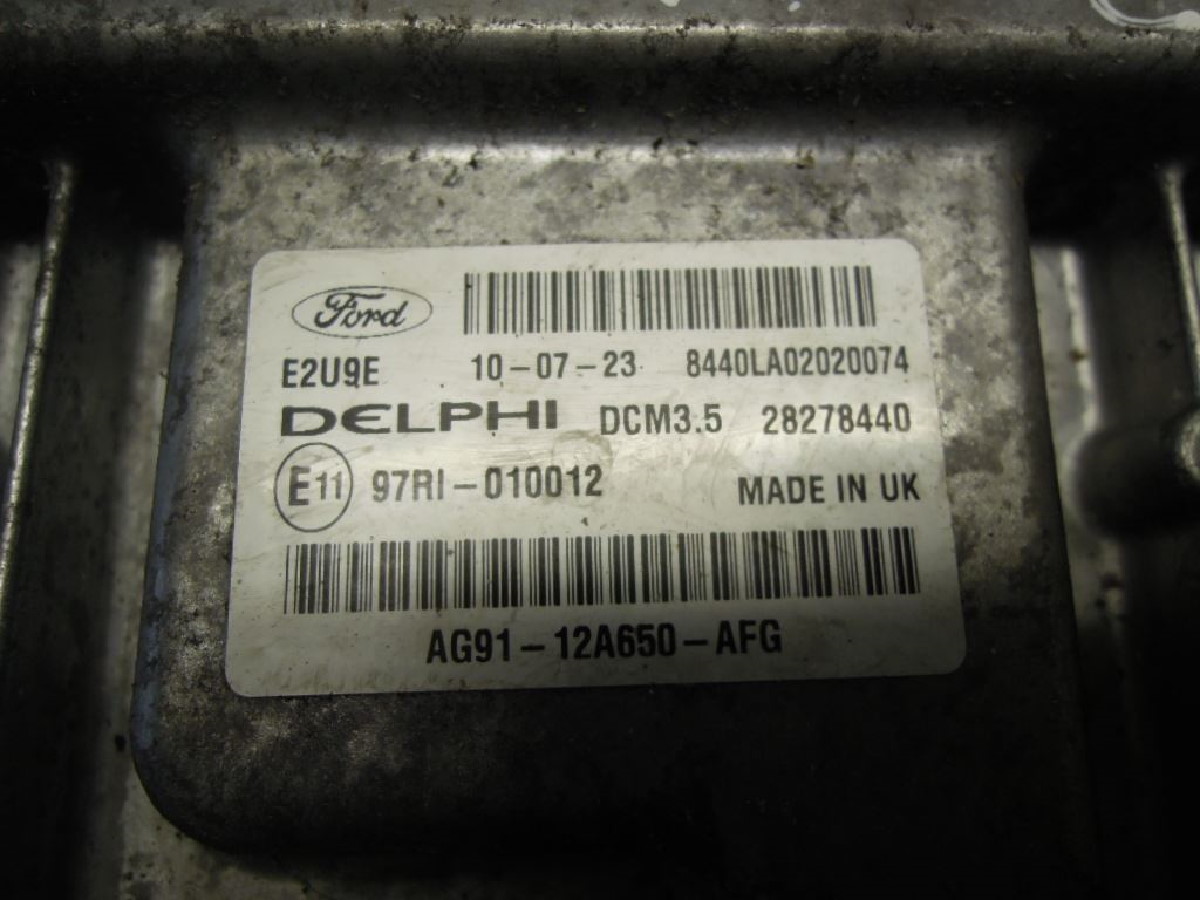 Ford
E2U9E 10-07-23 8440LA02020074
DELPHI DCM3.5 28278440
E11 97RI-010012 MADE IN UK
AG91-12A650-AFG